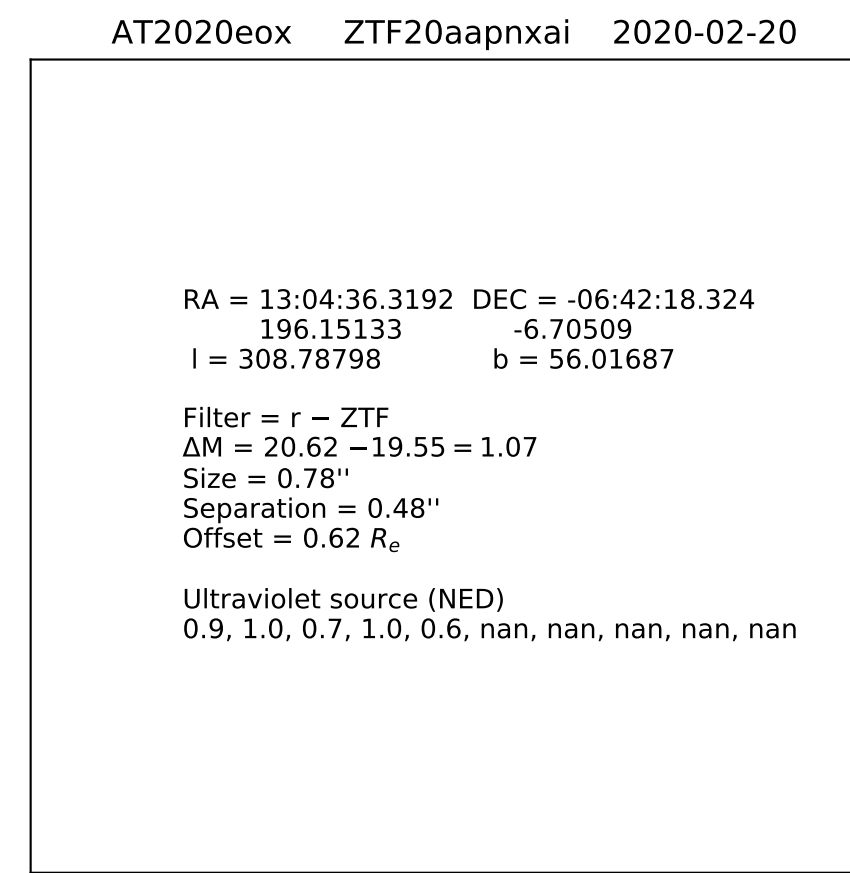 AT2020eox ZTF20aapnxai 2020-02-20
RA = 13:04:36.3192 DEC = -06:42:18.324
196.15133 -6.70509
l = 308.78798 b = 56.01687
Filter = r − ZTF
ΔM = 20.62 −19.55 = 1.07
Size = 0.78''
Separation = 0.48''
Offset = 0.62 Re
Ultraviolet source (NED)
0.9, 1.0, 0.7, 1.0, 0.6, nan, nan, nan, nan, nan